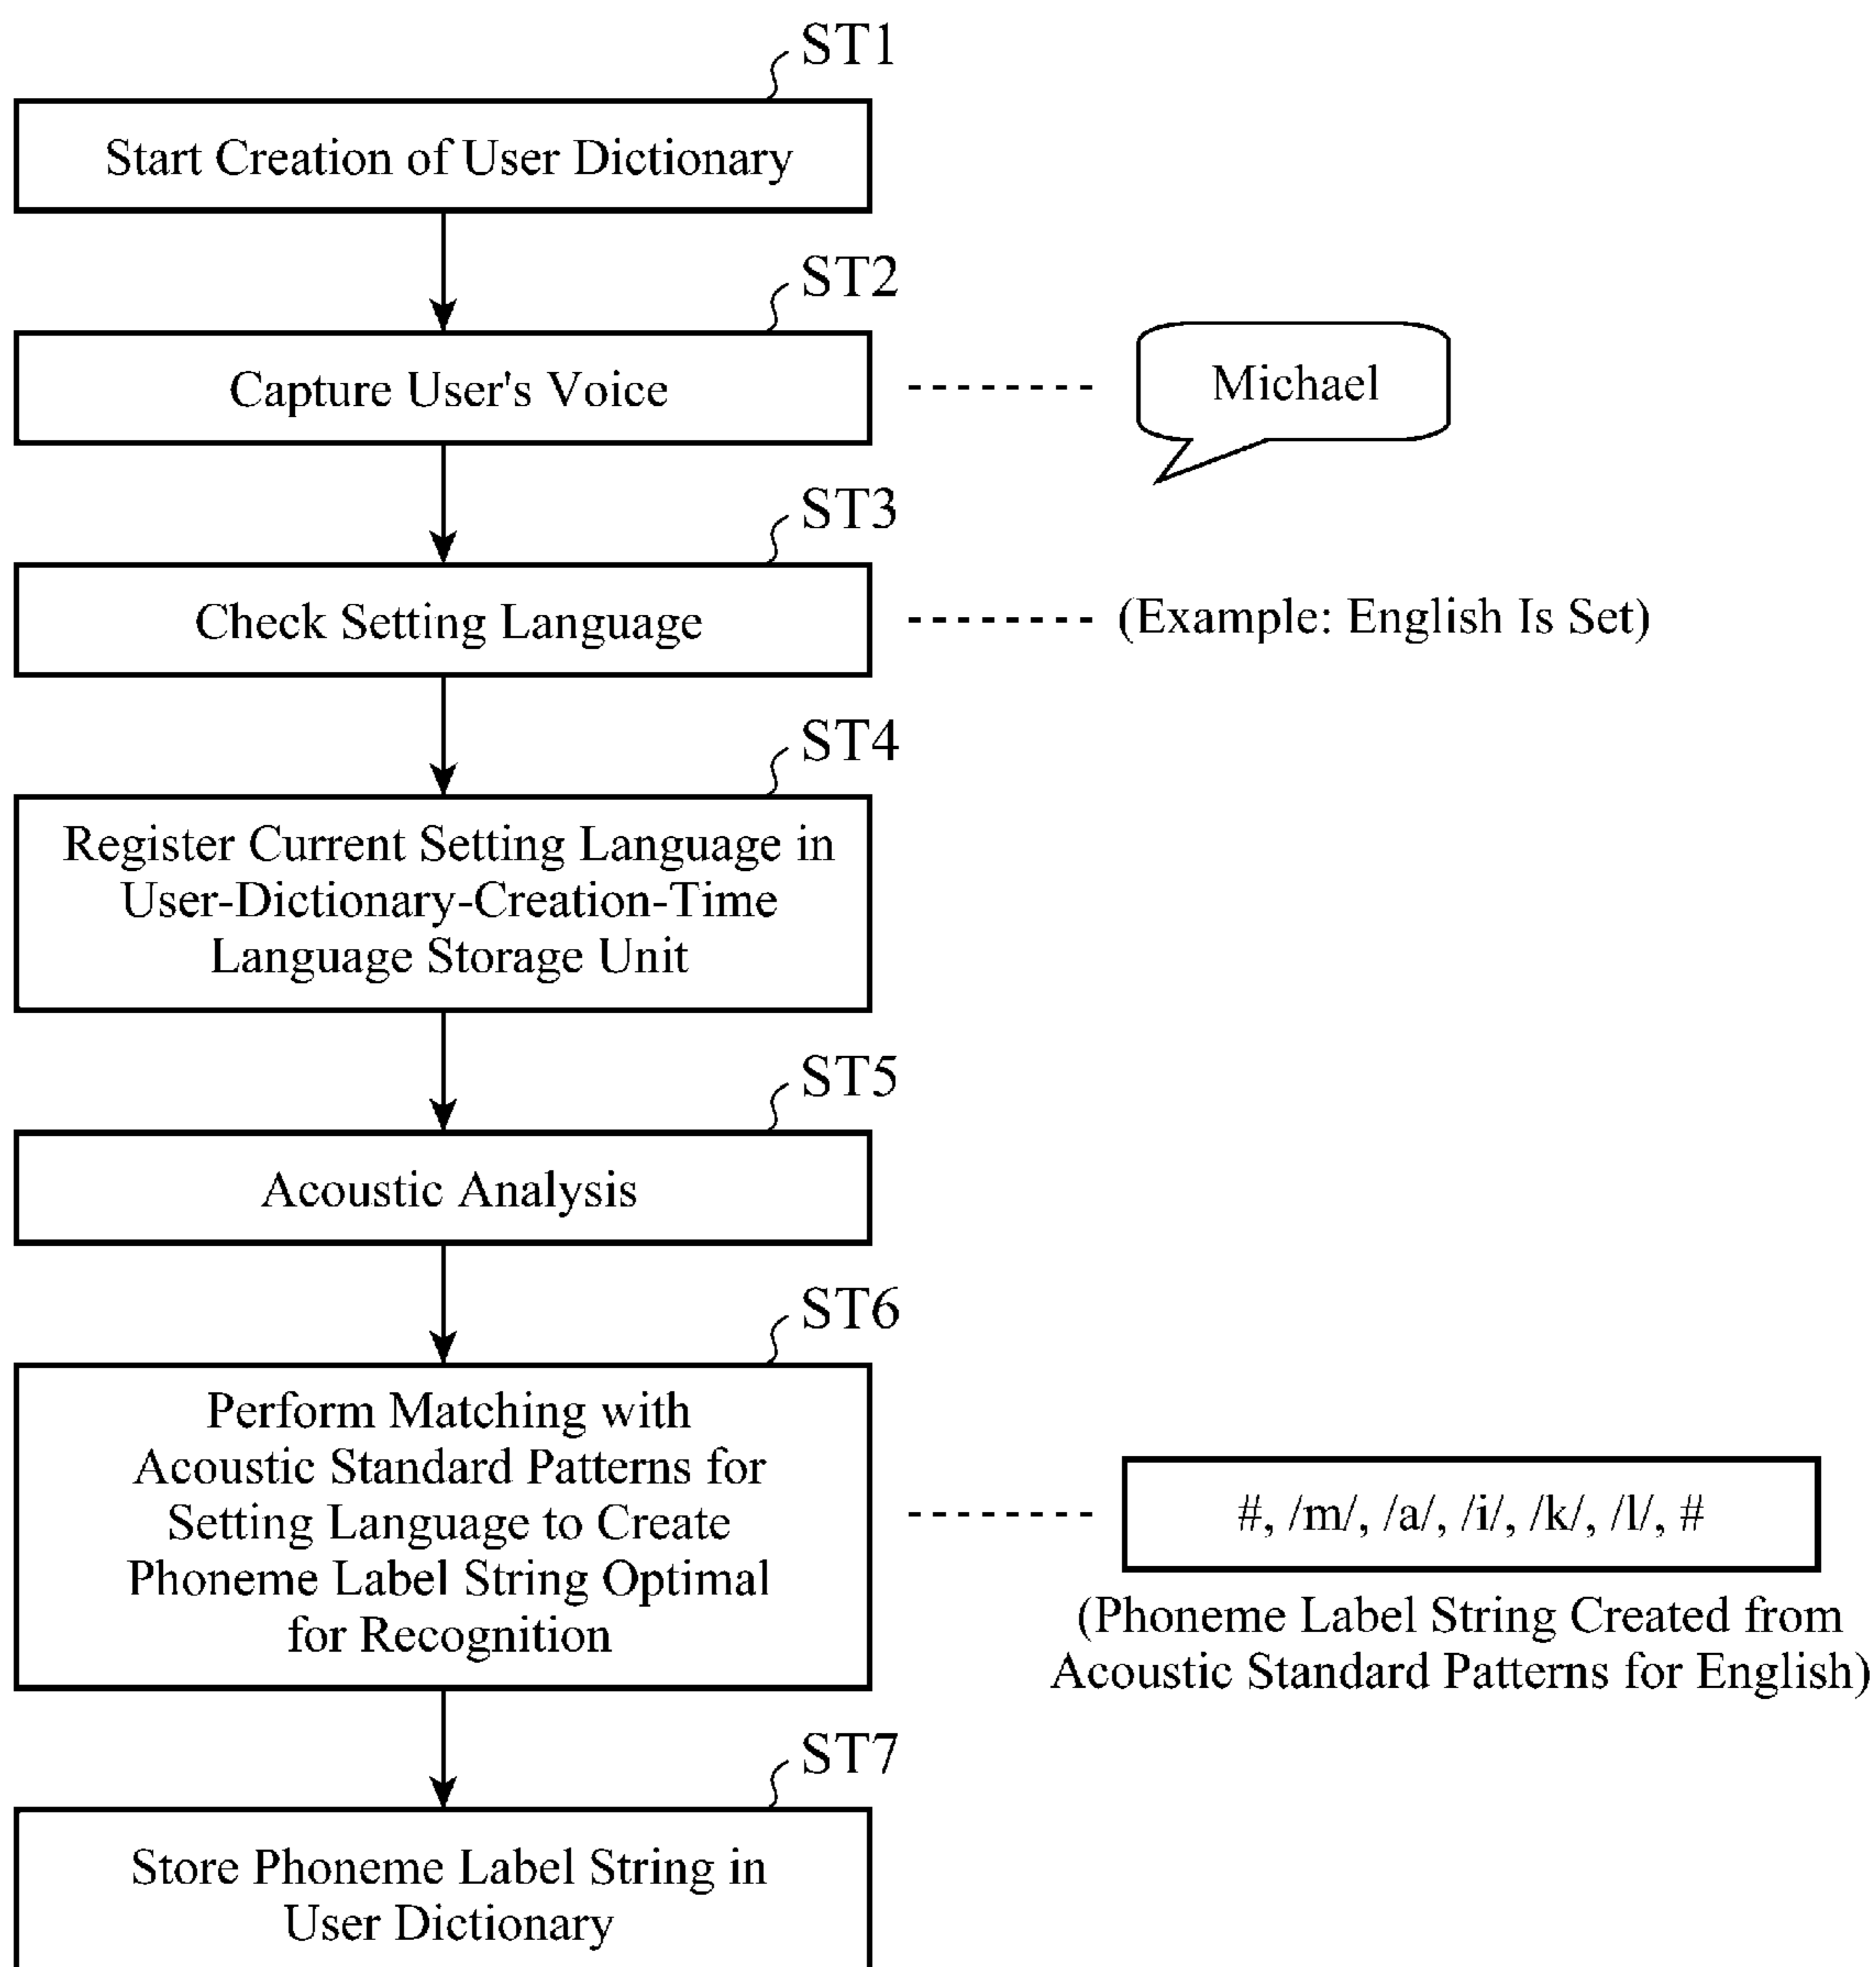 ST1
Start Creation of User Dictionary
ST2
Capture User's Voice
Michael
ST3
Check Setting Language
(Example: English Is Set)
ST4
Register Current Setting Language in
User-Dictionary-Creation-Time
Language Storage Unit
ST5
Acoustic Analysis
ST6
Perform Matching with
Acoustic Standard Patterns for
Setting Language to Create
Phoneme Label String Optimal
for Recognition
#, /m/, /a/, /i/, /k/, /l/, #
(Phoneme Label String Created from
Acoustic Standard Patterns for English)
ST7
Store Phoneme Label String in
User Dictionary